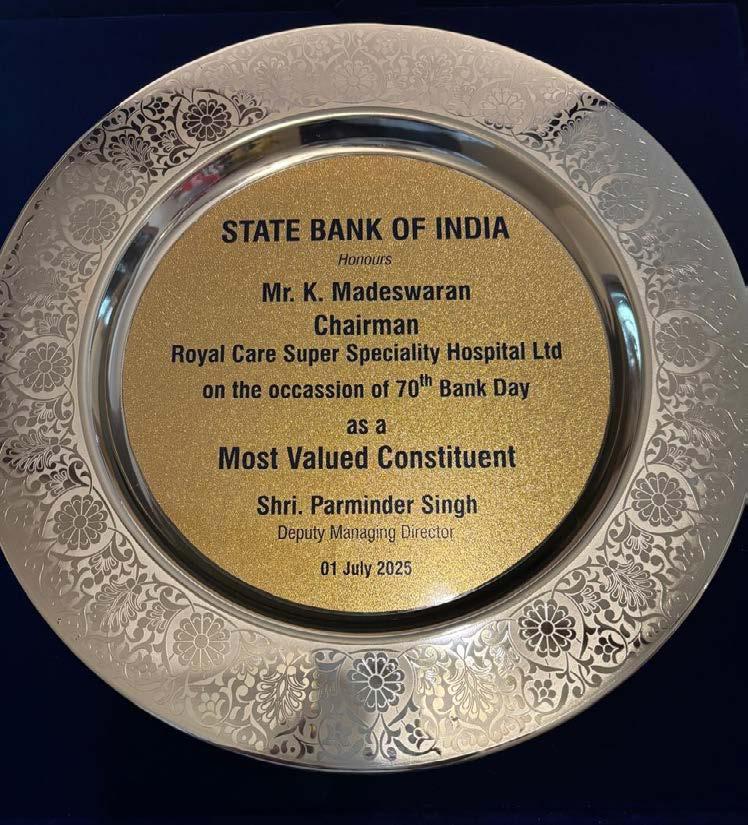 STATE BANK OF INDIA
Honours
Mr. K. Madeswaran
Chairman
Royal Care Super Speciality Hospital Ltd
on the occassion of 70th Bank Day
as a
Most Valued Constituent
Shri. Parminder Singh
Deputy Managing Director
01 July 2025